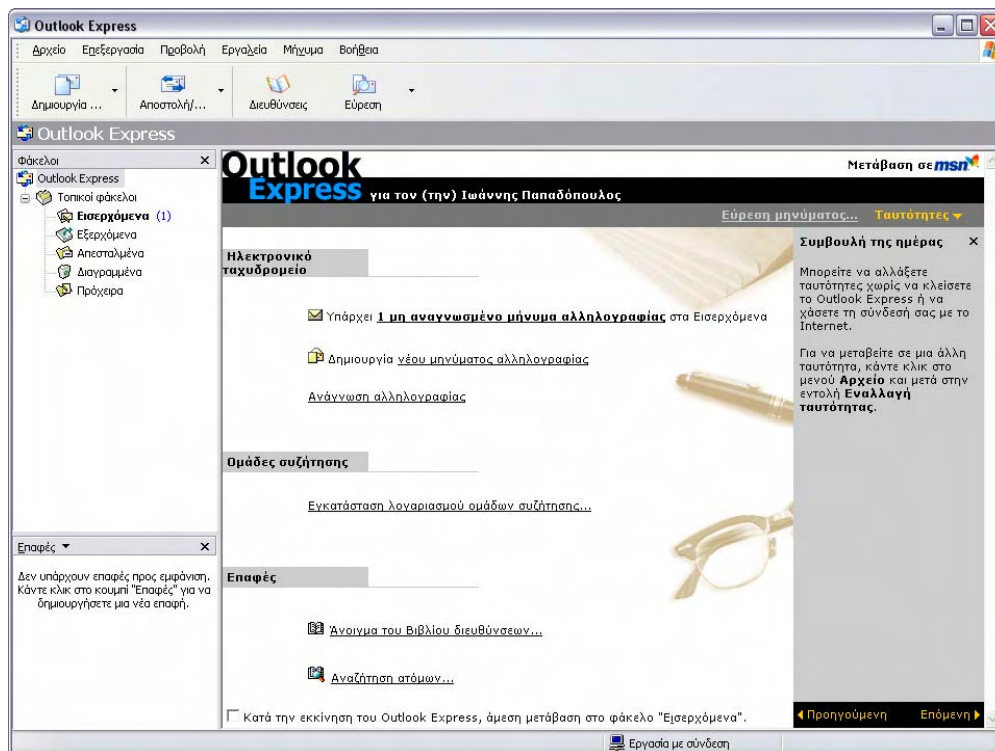 Outlook Express
Αρχείο Επεξεργασία Προβολή Εργαλεία Μήνυμα Βοήθεια
Δημιουργία ... Αποστολή/... Διευθύνσεις Εύρεση
Outlook Express
Φάκελοι
Outlook Express
Τοπικοί φάκελοι
Εισερχόμενα (1)
Εξερχόμενα
Απεσταλμένα
Διαγραμμένα
Πρόχειρα
Επαφές
Δεν υπάρχουν επαφές προς εμφάνιση.
Κάντε κλικ στο κουμπί "Επαφές" για να
δημιουργήσετε μια νέα επαφή.
Outlook
Express για τον (την) Ιωάννης Παπαδόπουλος
Μετάβαση σε msn
Εύρεση μηνύματος... Ταυτότητες
Ηλεκτρονικό
ταχυδρομείο
Υπάρχει 1 μη αναγνωσμένο μήνυμα αλληλογραφίας στα Εισερχόμενα
Δημιουργία νέου μηνύματος αλληλογραφίας
Ανάγνωση αλληλογραφίας
Ομάδες συζήτησης
Εγκατάσταση λογαριασμού ομάδων συζήτησης...
Επαφές
Άνοιγμα του Βιβλίου διευθύνσεων...
Αναζήτηση ατόμων...
Κατά την εκκίνηση του Outlook Express, άμεση μετάβαση στο φάκελο "Εισερχόμενα".
Συμβουλή της ημέρας
Μπορείτε να αλλάξετε
ταυτότητες χωρίς να κλείσετε
το Outlook Express ή να
χάσετε τη σύνδεσή σας με το
Internet.
Για να μεταβείτε σε μια άλλη
ταυτότητα, κάντε κλικ στο
μενού Αρχείο και μετά στην
εντολή Εναλλαγή
ταυτότητας.
Προηγούμενη Επόμενη
Εργασία με σύνδεση